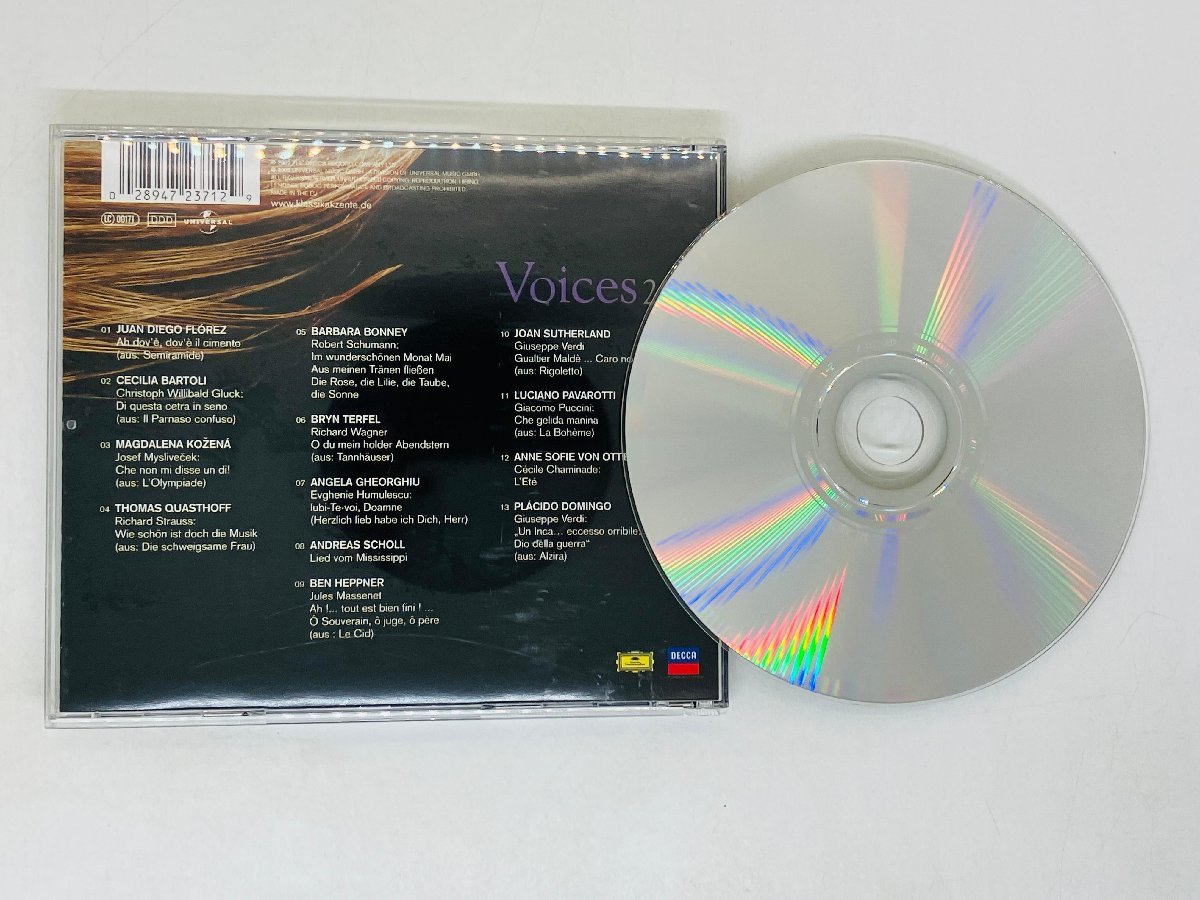 0 28947 23712 9
MADE IN THE EU
www.klassikakzente.de
LC 00171
DDD
UNIVERSAL
Voices
01 JUAN DIEGO FLÓREZ
Ah dov'è, dov'è il cimento
(aus: Semiramide)
02 CECILIA BARTOLI
Christoph Willibald Gluck:
Di questa cetra in seno
(aus: Il Parnaso confuso)
03 MAGDALENA KOŽENÁ
Josef Mysliveček:
Che non mi disse un dì!
(aus: L'Olympiade)
04 THOMAS QUASTHOFF
Richard Strauss:
Wie schön ist doch die Musik
(aus: Die schweigsame Frau)
05 BARBARA BONNEY
Robert Schumann:
Im wunderschönen Monat Mai
Aus meinen Tränen fließen
Die Rose, die Lilie, die Taube,
die Sonne
06 BRYN TERFEL
Richard Wagner
O du mein holder Abendstern
(aus: Tannhäuser)
07 ANGELA GHEORGHIU
Evghenie Humulescu:
Iubi-Te-voi, Doamne
(Herzlich lieb habe ich Dich, Herr)
08 ANDREAS SCHOLL
Lied vom Mississippi
09 BEN HEPPNER
Jules Massenet
Ah !... tout est bien fini ! ...
Ô Souverain, ô juge, ô père
(aus : Le Cid)
10 JOAN SUTHERLAND
Giuseppe Verdi
Gualtier Maldè ... Caro no
(aus: Rigoletto)
11 LUCIANO PAVAROTTI
Giacomo Puccini:
Che gelida manina
(aus: La Bohème)
12 ANNE SOFIE VON OTTE
Cécile Chaminade:
L'Eté
13 PLÁCIDO DOMINGO
Giuseppe Verdi:
„Un Inca... eccesso orribile;
Dio della guerra“
(aus: Alzira)
DECCA